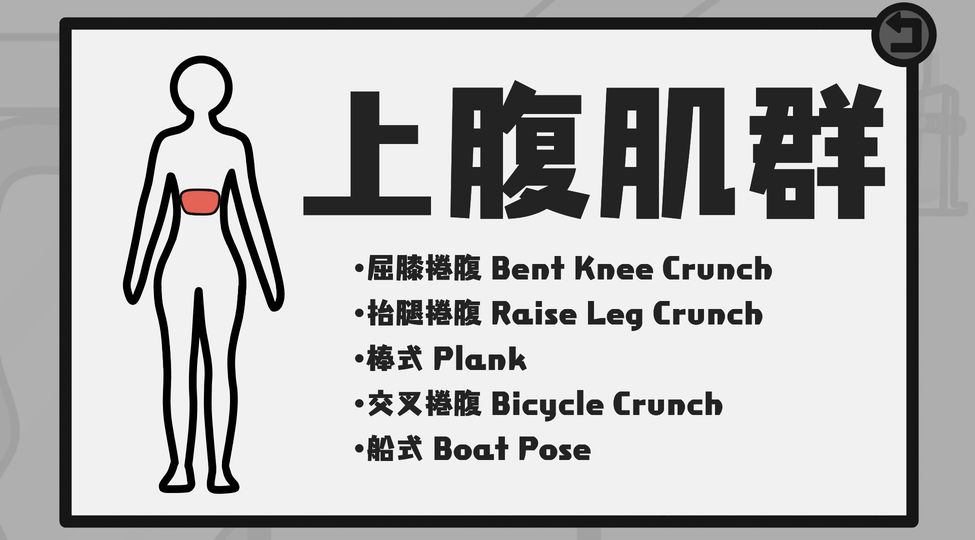 上腹肌群
•屈膝捲腹 Bent Knee Crunch
•抬腿捲腹 Raise Leg Crunch
•棒式 Plank
•交叉捲腹 Bicycle Crunch
•船式 Boat Pose